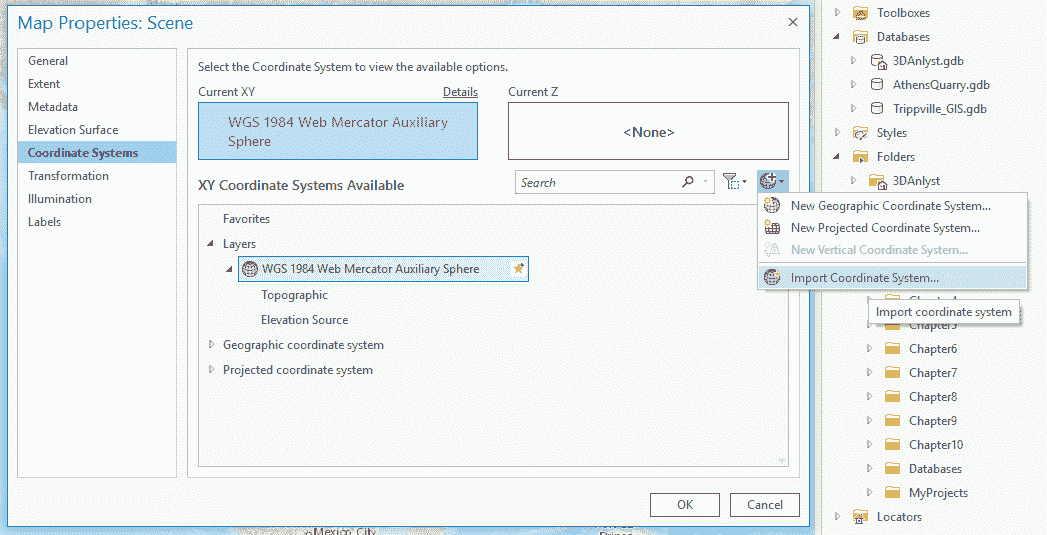 Map Properties: Scene
General
Extent
Metadata
Elevation Surface
Coordinate Systems
Transformation
Illumination
Labels
Select the Coordinate System to view the available options.
Current XY
Details
Current Z
WGS 1984 Web Mercator Auxiliary
Sphere
<None>
XY Coordinate Systems Available
Search
Favorites
Layers
WGS 1984 Web Mercator Auxiliary Sphere
Topographic
Elevation Source
Geographic coordinate system
Projected coordinate system
OK
Cancel
New Geographic Coordinate System...
New Projected Coordinate System...
New Vertical Coordinate System...
Import Coordinate System...
Import coordinate system
Toolboxes
Databases
3DAnlyst.gdb
AthensQuarry.gdb
Trippville_GIS.gdb
Styles
Folders
3DAnlyst
Chapter5
Chapter6
Chapter7
Chapter8
Chapter9
Chapter10
Databases
MyProjects
Locators
Mexico City